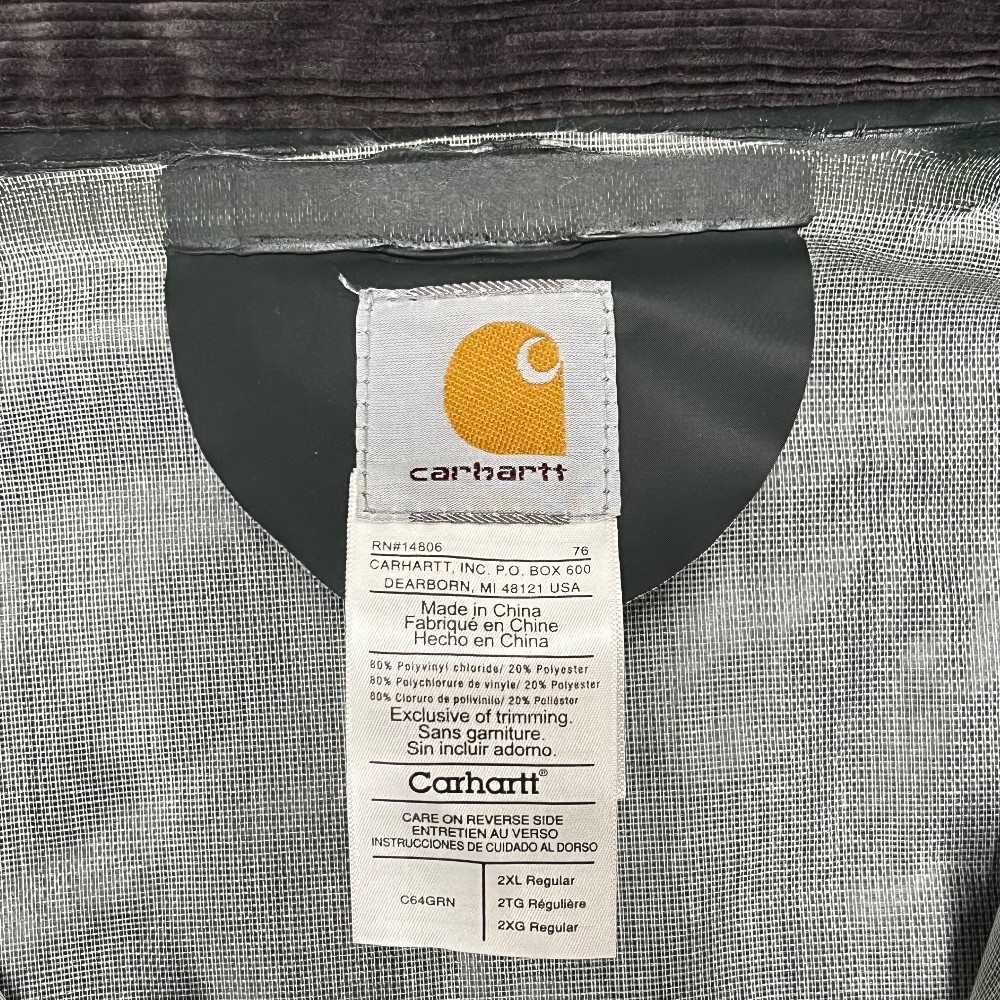 carhartt
RN#14806 76
CARHARTT, INC. P.O. BOX 600
DEARBORN, MI 48121 USA
Made in China
Fabriqué en Chine
Hecho en China
80% Polyvinyl chloride/ 20% Polyester
80% Polychlorure de vinyle/ 20% Polyester
80% Cloruro de polivinilo/ 20% Poliéster
Exclusive of trimming.
Sans garniture.
Sin incluir adorno.
Carhartt®
CARE ON REVERSE SIDE
ENTRETIEN AU VERSO
INSTRUCCIONES DE CUIDADO AL DORSO
C64GRN
2XL Regular
2TG Régulière
2XG Regular